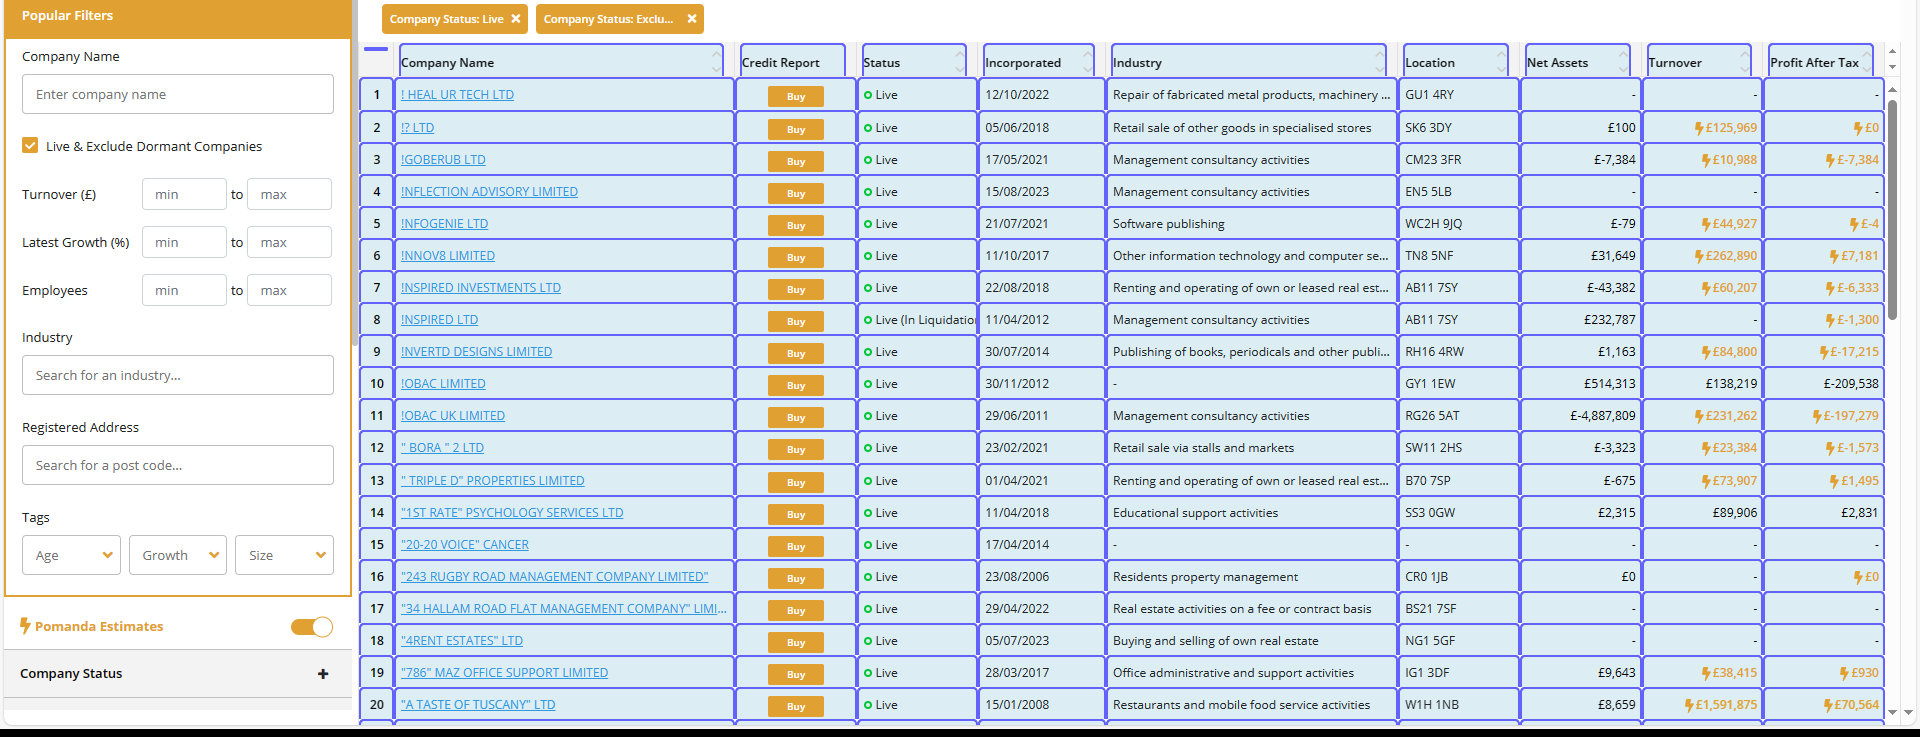 Popular Filters
Company Name
Enter company name
Live & Exclude Dormant Companies
Turnover (£) min to max
Latest Growth (%) min to max
Employees min to max
Industry
Search for an industry...
Registered Address
Search for a post code...
Tags
Age Growth Size
Pomanda Estimates
Company Status +
Company Status: Live × Company Status: Exclu... ×
Company Name Credit Report Status Incorporated Industry Location Net Assets Turnover Profit After Tax
1 ! HEAL UR TECH LTD Buy Live 12/10/2022 Repair of fabricated metal products, machinery ... GU1 4RY - - -
2 !? LTD Buy Live 05/06/2018 Retail sale of other goods in specialised stores SK6 3DY £100 £125,969 £0
3 !GOBERUB LTD Buy Live 17/05/2021 Management consultancy activities CM23 3FR £-7,384 £10,988 £-7,384
4 !NFLECTION ADVISORY LIMITED Buy Live 15/08/2023 Management consultancy activities EN5 5LB - - -
5 !NFOGENIE LTD Buy Live 21/07/2021 Software publishing WC2H 9JQ £-79 £44,927 £-4
6 !NNOV8 LIMITED Buy Live 11/10/2017 Other information technology and computer se... TN8 5NF £31,649 £262,890 £7,181
7 !NSPIRED INVESTMENTS LTD Buy Live 22/08/2018 Renting and operating of own or leased real est... AB11 7SY £-43,382 £60,207 £-6,333
8 !NSPIRED LTD Buy Live (In Liquidation 11/04/2012 Management consultancy activities AB11 7SY £232,787 - £-1,300
9 !NVERTD DESIGNS LIMITED Buy Live 30/07/2014 Publishing of books, periodicals and other publi... RH16 4RW £1,163 £84,800 £-17,215
10 !OBAC LIMITED Buy Live 30/11/2012 - GY1 1EW £514,313 £138,219 £-209,538
11 !OBAC UK LIMITED Buy Live 29/06/2011 Management consultancy activities RG26 5AT £-4,887,809 £231,262 £-197,279
12 " BORA " 2 LTD Buy Live 23/02/2021 Retail sale via stalls and markets SW11 2HS £-3,323 £23,384 £-1,573
13 " TRIPLE D" PROPERTIES LIMITED Buy Live 01/04/2021 Renting and operating of own or leased real est... B70 7SP £-675 £73,907 £1,495
14 "1ST RATE" PSYCHOLOGY SERVICES LTD Buy Live 11/04/2018 Educational support activities SS3 0GW £2,315 £89,906 £2,831
15 "20-20 VOICE" CANCER Buy Live 17/04/2014 - - - - -
16 "243 RUGBY ROAD MANAGEMENT COMPANY LIMITED" Buy Live 23/08/2006 Residents property management CR0 1JB £0 - £0
17 "34 HALLAM ROAD FLAT MANAGEMENT COMPANY" LIMI... Buy Live 29/04/2022 Real estate activities on a fee or contract basis BS21 7SF - - -
18 "4RENT ESTATES" LTD Buy Live 05/07/2023 Buying and selling of own real estate NG1 5GF - - -
19 "786" MAZ OFFICE SUPPORT LIMITED Buy Live 28/03/2017 Office administrative and support activities IG1 3DF £9,643 £38,415 £930
20 "A TASTE OF TUSCANY" LTD Buy Live 15/01/2008 Restaurants and mobile food service activities W1H 1NB £8,659 £1,591,875 £70,564